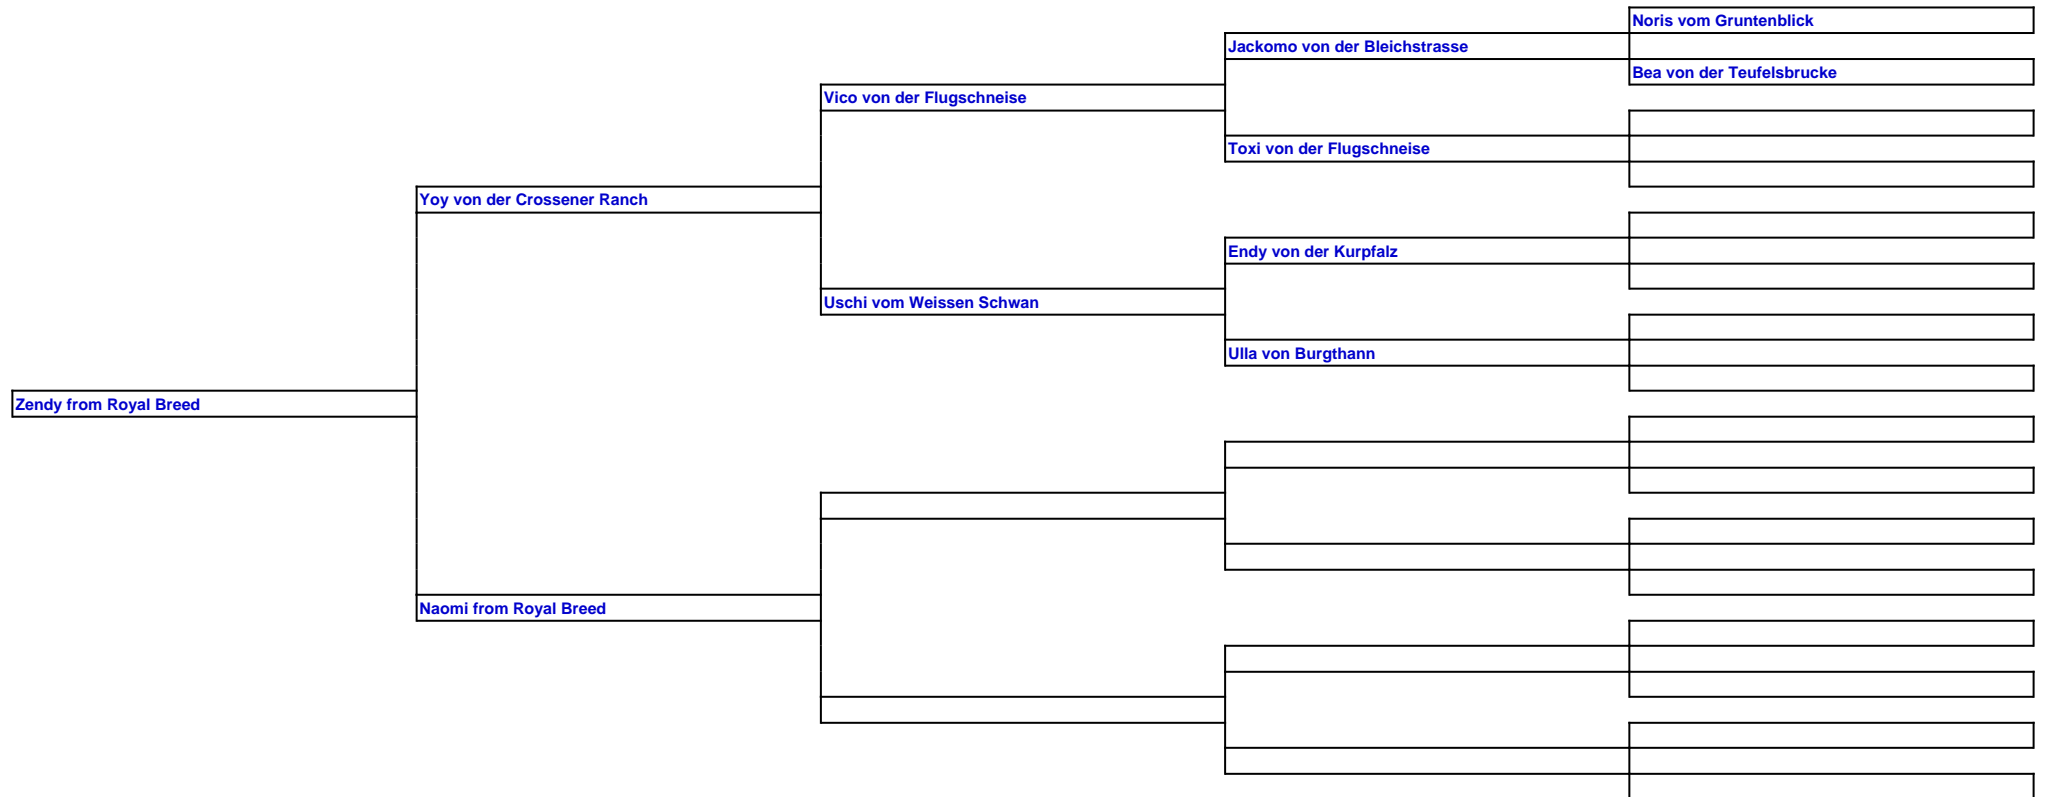 Noris vom Gruntenblick
Jackomo von der Bleichstrasse
Bea von der Teufelsbrucke
Vico von der Flugschneise
Toxi von der Flugschneise
Yoy von der Crossener Ranch
Endy von der Kurpfalz
Uschi vom Weissen Schwan
Ulla von Burgthann
Zendy from Royal Breed
Naomi from Royal Breed